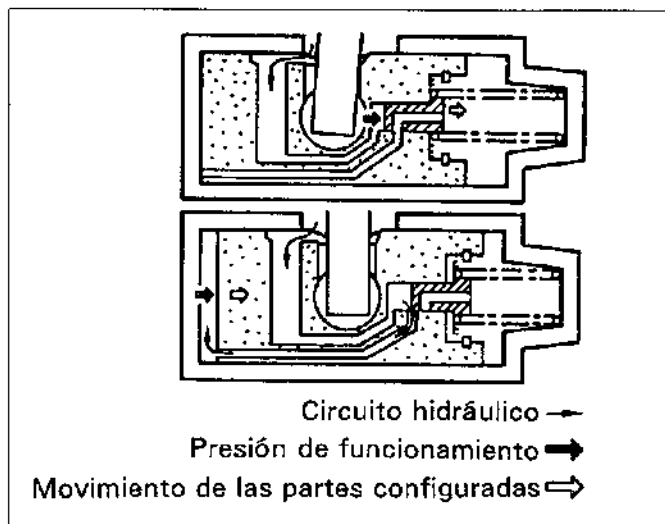 Circuito hidráulico
Presión de funcionamiento
Movimiento de las partes configuradas